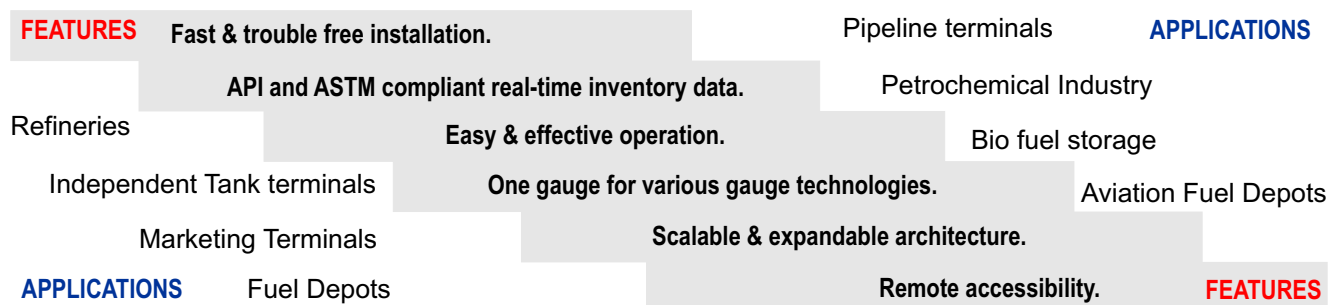 FEATURES Fast & trouble free installation. Pipeline terminals APPLICATIONS
API and ASTM compliant real-time inventory data. Petrochemical Industry
Refineries Easy & effective operation. Bio fuel storage
Independent Tank terminals One gauge for various gauge technologies. Aviation Fuel Depots
Marketing Terminals Scalable & expandable architecture.
APPLICATIONS Fuel Depots Remote accessibility. FEATURES